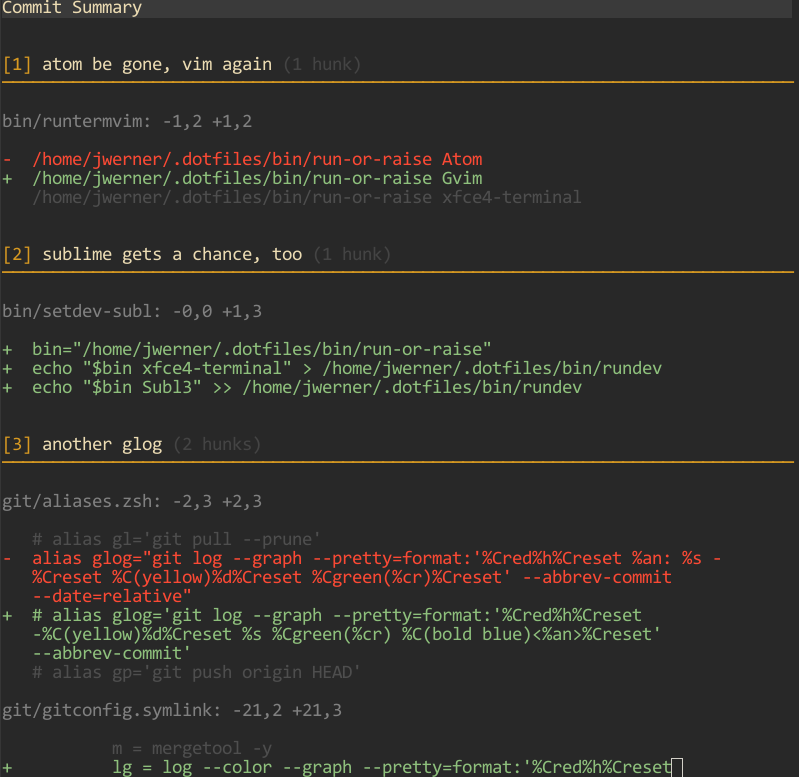 Commit Summary
[1] atom be gone, vim again (1 hunk)
bin/runtermvim: -1,2 +1,2
- /home/jwerner/.dotfiles/bin/run-or-raise Atom
+ /home/jwerner/.dotfiles/bin/run-or-raise Gvim
/home/jwerner/.dotfiles/bin/run-or-raise xfce4-terminal
[2] sublime gets a chance, too (1 hunk)
bin/setdev-subl: -0,0 +1,3
+ bin="/home/jwerner/.dotfiles/bin/run-or-raise"
+ echo "$bin xfce4-terminal" > /home/jwerner/.dotfiles/bin/rundev
+ echo "$bin Subl3" >> /home/jwerner/.dotfiles/bin/rundev
[3] another glog (2 hunks)
git/aliases.zsh: -2,3 +2,3
# alias gl='git pull --prune'
- alias glog="git log --graph --pretty=format:'%Cred%h%Creset %an: %s -
%Creset %C(yellow)%d%Creset %Cgreen(%cr)%Creset' --abbrev-commit
--date=relative"
+ # alias glog='git log --graph --pretty=format:'%Cred%h%Creset
-%C(yellow)%d%Creset %s %Cgreen(%cr) %C(bold blue)<%an>%Creset'
--abbrev-commit'
# alias gp='git push origin HEAD'
git/gitconfig.symlink: -21,2 +21,3
m = mergetool -y
+ lg = log --color --graph --pretty=format:'%Cred%h%Creset